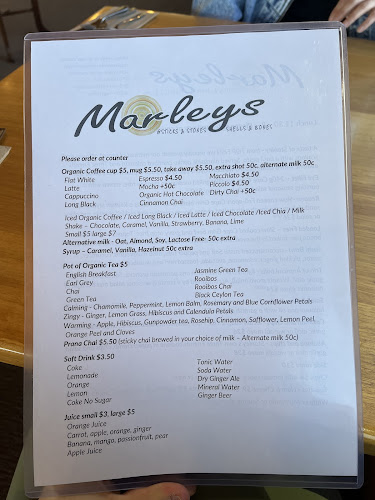 Marleys
#STICKS & STONES SHELLS & BONES
Please order at counter
Organic Coffee cup $5, mug $5.50, take away $5.50, extra shot 50c, alternate milk 50c
Flat White Espresso $4.50 Macchiato $4.50
Latte Mocha +50c Piccolo $4.50
Cappuccino Organic Hot Chocolate Dirty Chai +50c
Long Black Cinnamon Chai
Iced Organic Coffee / Iced Long Black / Iced Latte / Iced Chocolate /Iced Chia / Milk
Shake – Chocolate, Caramel, Vanilla, Strawberry, Banana, Lime
Small $5 large $7
Alternative milk - Oat, Almond, Soy, Lactose Free- 50c extra
Syrup – Caramel, Vanilla, Hazelnut 50c extra
Pot of Organic Tea $5
English Breakfast Jasmine Green Tea
Earl Grey Rooibos
Chai Rooibos Chai
Green Tea Black Ceylon Tea
Calming - Chamomile, Peppermint, Lemon Balm, Rosemary and Blue Cornflower Petals
Zingy - Ginger, Lemon Grass, Hibiscus and Calendula Petals
Warming - Apple, Hibiscus, Gunpowder tea, Rosehip, Cinnamon, Safflower, Lemon Peel,
Orange Peel and Cloves
Prana Chai $5.50 (sticky chai brewed in your choice of milk – Alternate milk 50c)
Soft Drink $3.50
Coke Tonic Water
Lemonade Soda Water
Orange Dry Ginger Ale
Lemon Mineral Water
Coke No Sugar Ginger Beer
Juice small $3, large $5
Orange Juice
Carrot, apple, orange, ginger
Banana, mango, passionfruit, pear
Apple Juice